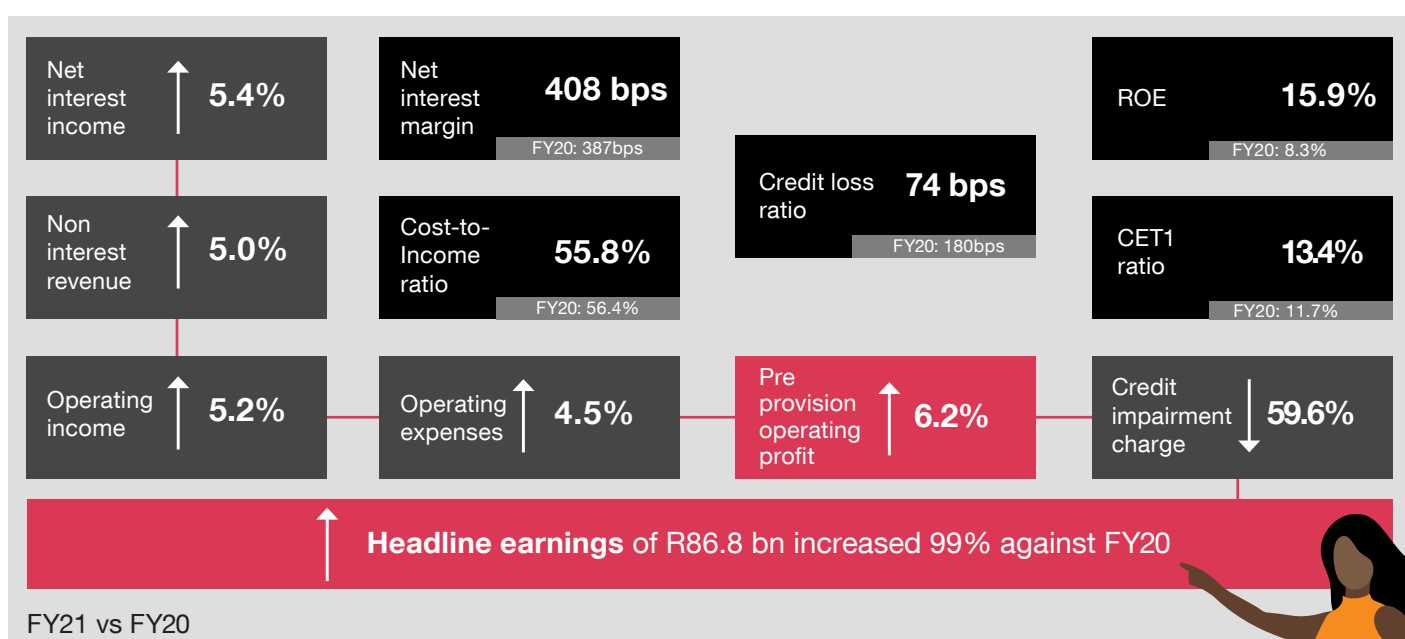 Net
interest
income
5.4%
Net
interest
margin
408 bps
FY20: 387bps
ROE
15.9%
FY20: 8.3%
Credit loss
ratio
74 bps
FY20: 180bps
Non
interest
revenue
5.0%
Cost-to-
Income
ratio
55.8%
FY20: 56.4%
CET1
ratio
13.4%
FY20: 11.7%
Operating
income
5.2%
Operating
expenses
4.5%
Pre
provision
operating
profit
6.2%
Credit
impairment
charge
59.6%
Headline earnings of R86.8 bn increased 99% against FY20
FY21 vs FY20